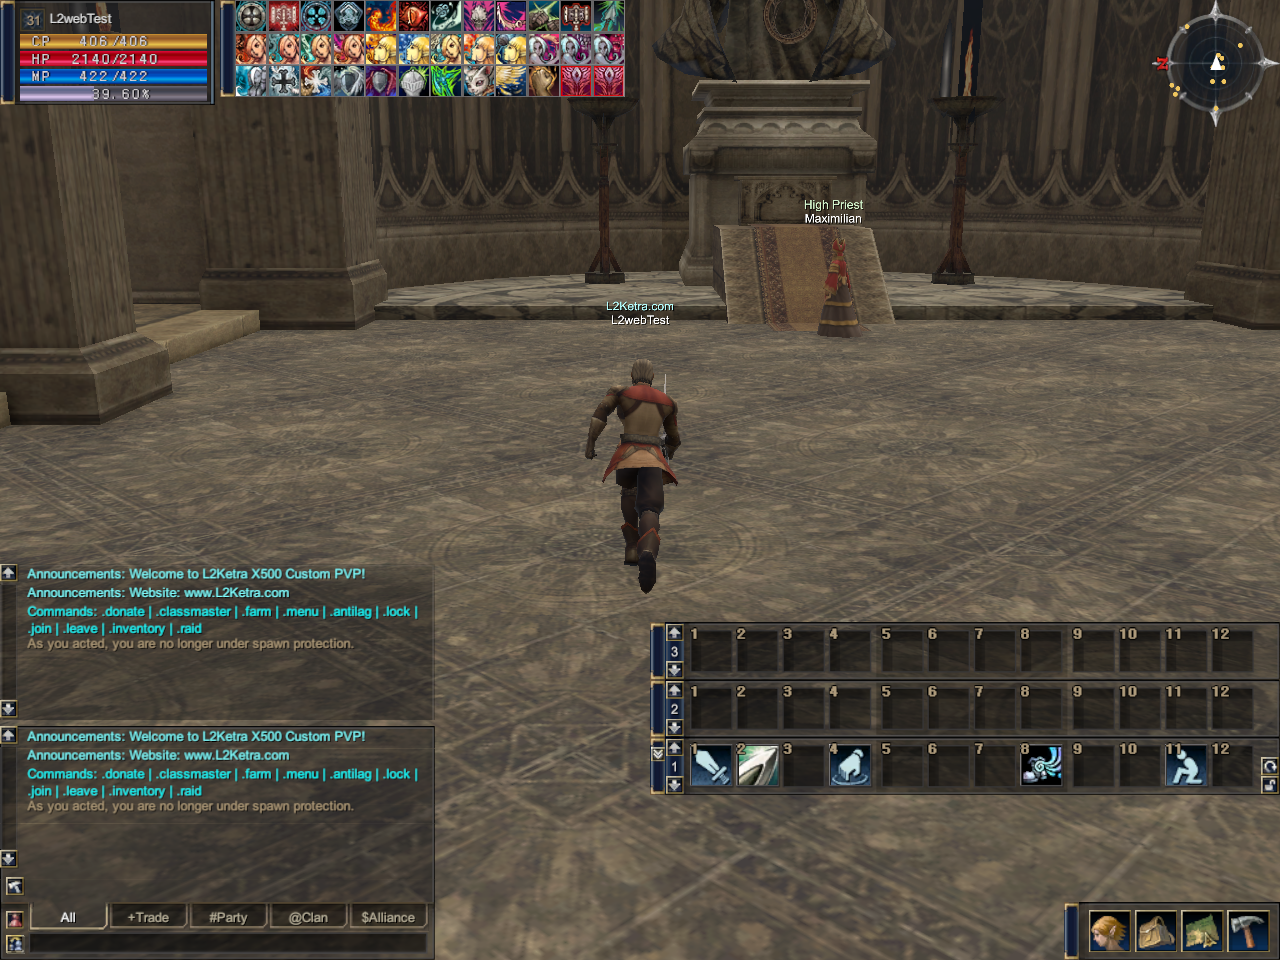 31 L2webTest
CP 406/406
HP 2140/2140
MP 422/422
39.60%
High Priest
Maximilian
L2Ketra.com
L2webTest
Announcements: Welcome to L2Ketra X500 Custom PVP!
Announcements: Website: www.L2Ketra.com
Commands: .donate | .classmaster | .farm | .menu | .antilag | .lock |
.join | .leave | .inventory | .raid
As you acted, you are no longer under spawn protection.
Announcements: Welcome to L2Ketra X500 Custom PVP!
Announcements: Website: www.L2Ketra.com
Commands: .donate | .classmaster | .farm | .menu | .antilag | .lock |
.join | .leave | .inventory | .raid
As you acted, you are no longer under spawn protection.
All +Trade #Party @Clan $Alliance
3 1 2 3 4 5 6 7 8 9 10 11 12
2 1 2 3 4 5 6 7 8 9 10 11 12
1 1 2 3 4 5 6 7 8 9 10 11 12